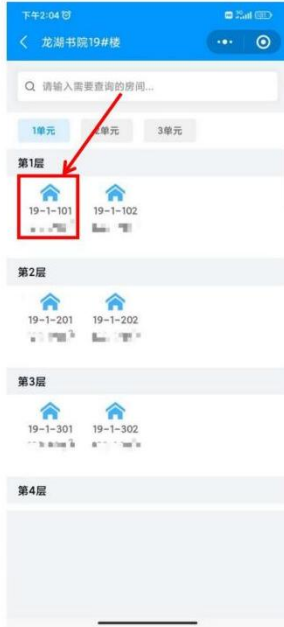 下午2:04
龙湖书院19#楼
请输入需要查询的房间...
1单元 2单元 3单元
第1层
19-1-101 19-1-102
第2层
19-1-201 19-1-202
第3层
19-1-301 19-1-302
第4层